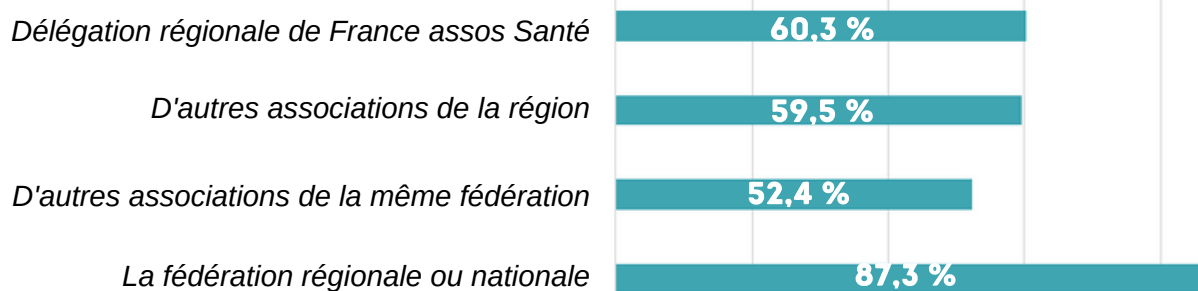 Délégation régionale de France assos Santé 60,3 %
D'autres associations de la région 59,5 %
D'autres associations de la même fédération 52,4 %
La fédération régionale ou nationale 87,3 %